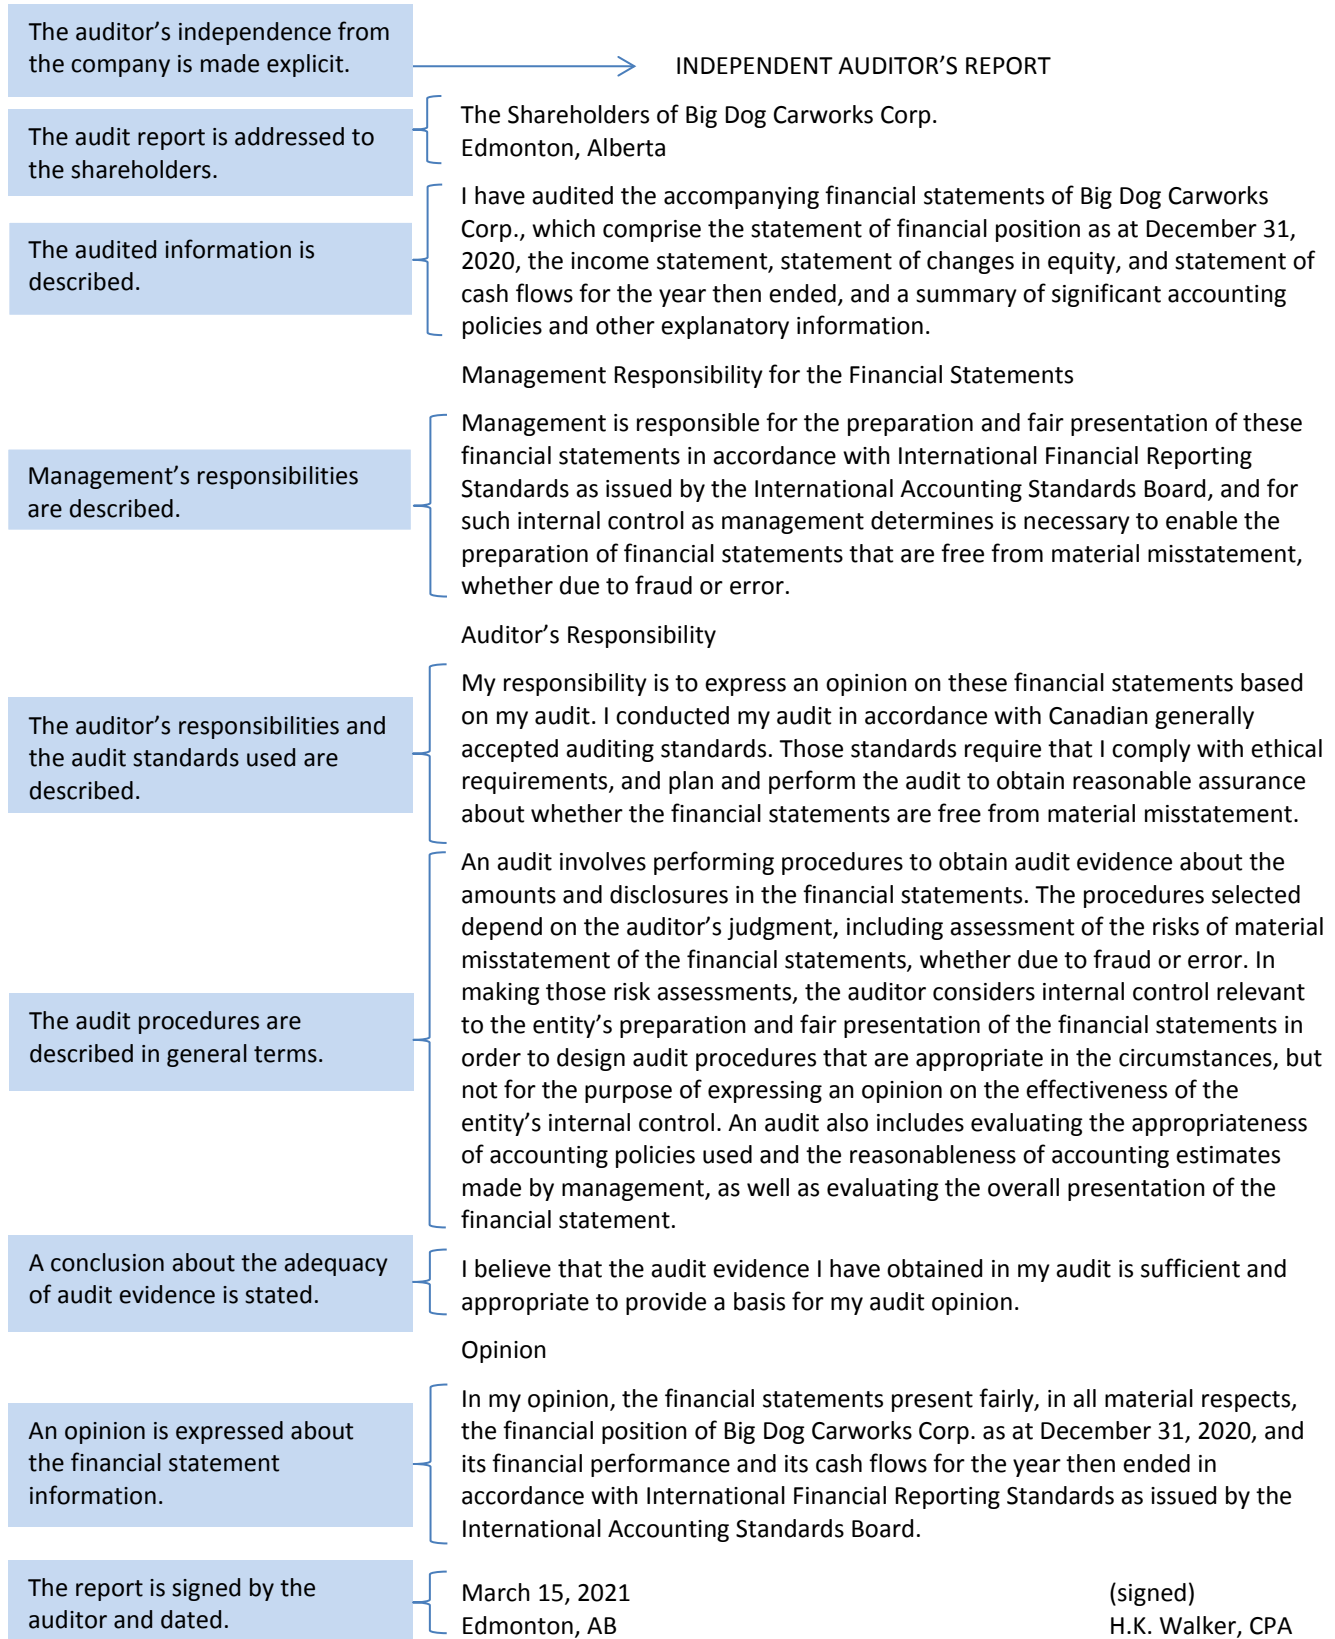 The auditor’s independence from
the company is made explicit.
INDEPENDENT AUDITOR’S REPORT
The audit report is addressed to
the shareholders.
The Shareholders of Big Dog Carworks Corp.
Edmonton, Alberta
The audited information is
described.
I have audited the accompanying financial statements of Big Dog Carworks
Corp., which comprise the statement of financial position as at December 31,
2020, the income statement, statement of changes in equity, and statement of
cash flows for the year then ended, and a summary of significant accounting
policies and other explanatory information.
Management Responsibility for the Financial Statements
Management’s responsibilities
are described.
Management is responsible for the preparation and fair presentation of these
financial statements in accordance with International Financial Reporting
Standards as issued by the International Accounting Standards Board, and for
such internal control as management determines is necessary to enable the
preparation of financial statements that are free from material misstatement,
whether due to fraud or error.
Auditor’s Responsibility
The auditor’s responsibilities and
the audit standards used are
described.
My responsibility is to express an opinion on these financial statements based
on my audit. I conducted my audit in accordance with Canadian generally
accepted auditing standards. Those standards require that I comply with ethical
requirements, and plan and perform the audit to obtain reasonable assurance
about whether the financial statements are free from material misstatement.
The audit procedures are
described in general terms.
An audit involves performing procedures to obtain audit evidence about the
amounts and disclosures in the financial statements. The procedures selected
depend on the auditor’s judgment, including assessment of the risks of material
misstatement of the financial statements, whether due to fraud or error. In
making those risk assessments, the auditor considers internal control relevant
to the entity’s preparation and fair presentation of the financial statements in
order to design audit procedures that are appropriate in the circumstances, but
not for the purpose of expressing an opinion on the effectiveness of the
entity’s internal control. An audit also includes evaluating the appropriateness
of accounting policies used and the reasonableness of accounting estimates
made by management, as well as evaluating the overall presentation of the
financial statement.
A conclusion about the adequacy
of audit evidence is stated.
I believe that the audit evidence I have obtained in my audit is sufficient and
appropriate to provide a basis for my audit opinion.
Opinion
An opinion is expressed about
the financial statement
information.
In my opinion, the financial statements present fairly, in all material respects,
the financial position of Big Dog Carworks Corp. as at December 31, 2020, and
its financial performance and its cash flows for the year then ended in
accordance with International Financial Reporting Standards as issued by the
International Accounting Standards Board.
The report is signed by the
auditor and dated.
March 15, 2021 (signed)
Edmonton, AB H.K. Walker, CPA